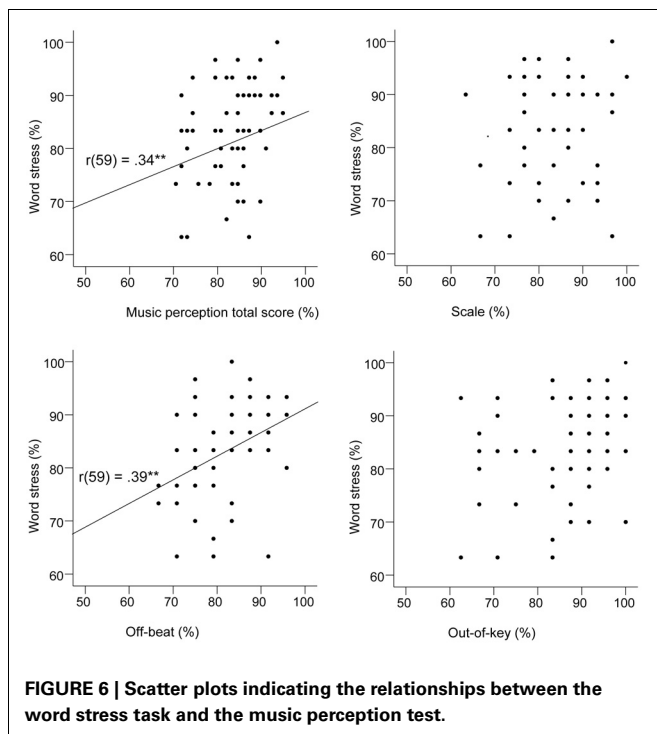 100
90
80
70
60
Word stress (%)
r(59) = .34**
50 60 70 80 90 100
Music perception total score (%)
100
90
80
70
60
Word stress (%)
50 60 70 80 90 100
Scale (%)
100
90
80
70
60
Word stress (%)
r(59) = .39**
50 60 70 80 90 100
Off-beat (%)
100
90
80
70
60
Word stress (%)
50 60 70 80 90 100
Out-of-key (%)
FIGURE 6 | Scatter plots indicating the relationships between the
word stress task and the music perception test.